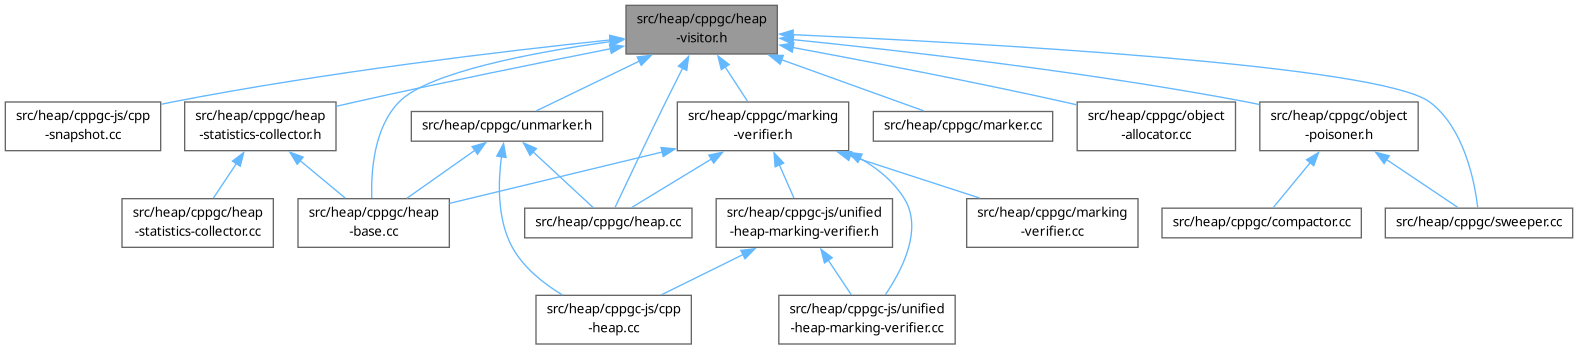 src/heap/cppgc/heap
-visitor.h
src/heap/cppgc-js/cpp
-snapshot.cc
src/heap/cppgc/heap
-statistics-collector.h
src/heap/cppgc/unmarker.h
src/heap/cppgc/marking
-verifier.h
src/heap/cppgc/marker.cc
src/heap/cppgc/object
-allocator.cc
src/heap/cppgc/object
-poisoner.h
src/heap/cppgc/heap
-statistics-collector.cc
src/heap/cppgc/heap
-base.cc
src/heap/cppgc/heap.cc
src/heap/cppgc-js/unified
-heap-marking-verifier.h
src/heap/cppgc/marking
-verifier.cc
src/heap/cppgc/compactor.cc
src/heap/cppgc/sweeper.cc
src/heap/cppgc-js/cpp
-heap.cc
src/heap/cppgc-js/unified
-heap-marking-verifier.cc